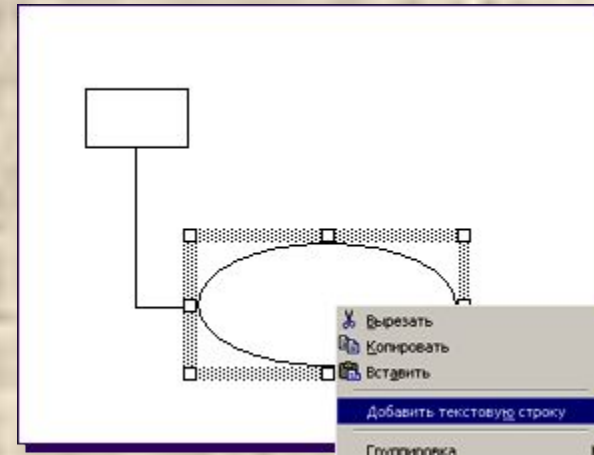 Вырезать
Копировать
Вставить
Добавить текстовую строку
Группировка